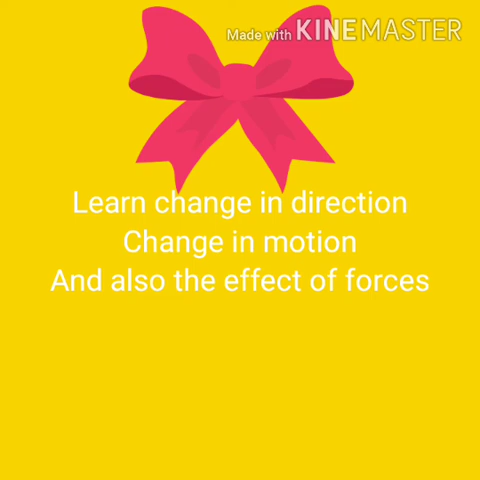 Made with KINEMASTER
Learn change in direction
Change in motion
And also the effect of forces